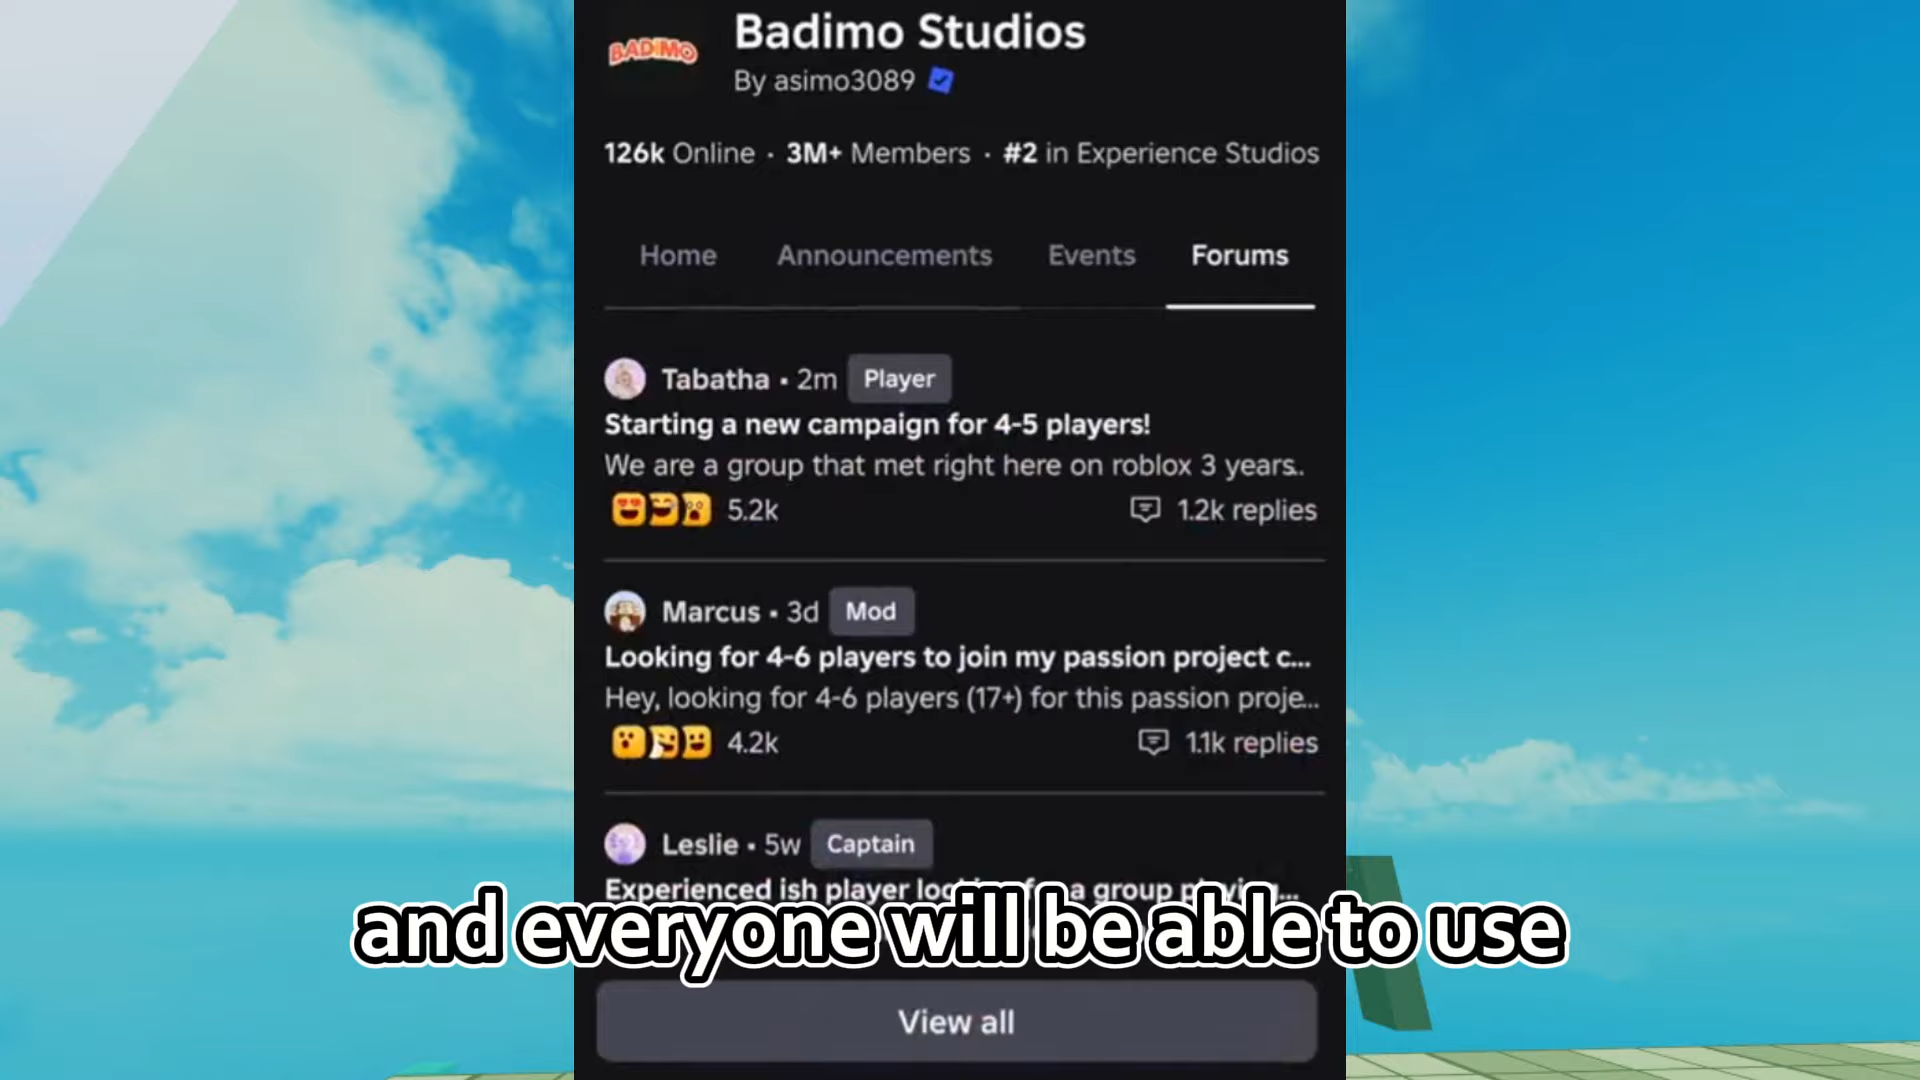 BADIMO
Badimo Studios
By asimo3089
126k Online · 3M+ Members · #2 in Experience Studios
Home Announcements Events Forums
Tabatha • 2m Player
Starting a new campaign for 4-5 players!
We are a group that met right here on roblox 3 years..
5.2k 1.2k replies
Marcus • 3d Mod
Looking for 4-6 players to join my passion project c...
Hey, looking for 4-6 players (17+) for this passion proje...
4.2k 1.1k replies
Leslie • 5w Captain
Experienced ish player looking for a group playing...
and everyone will be able to use
View all